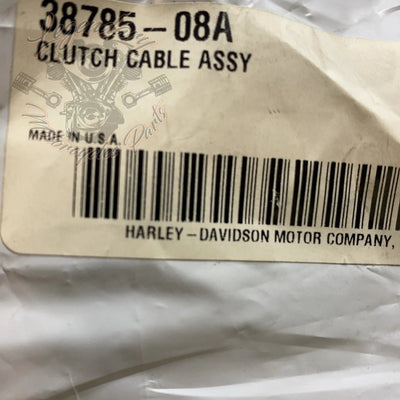 38785-08A
CLUTCH CABLE ASSY
MADE IN U.S.A.
HARLEY-DAVIDSON MOTOR COMPANY,